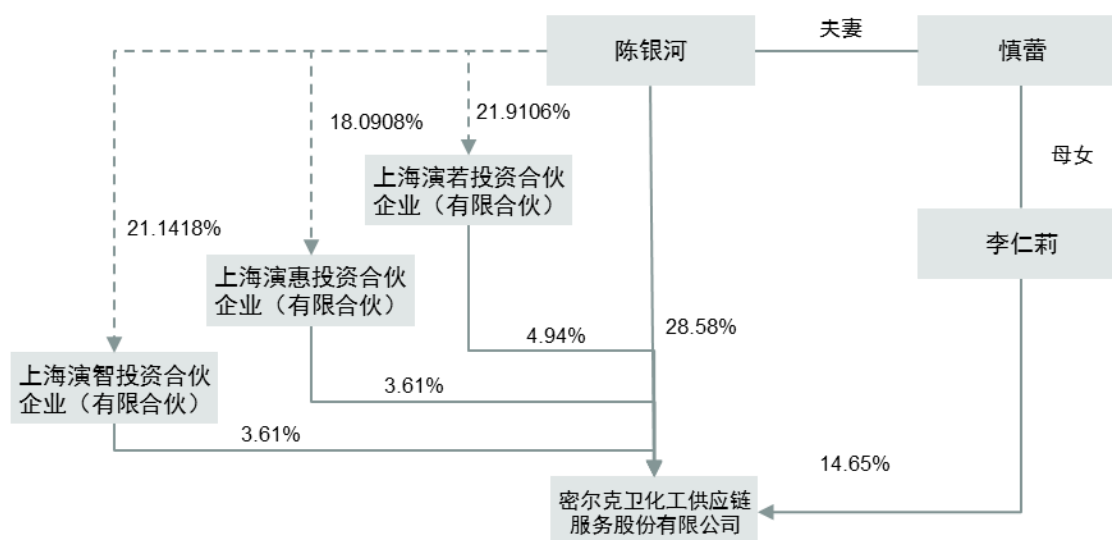 陈银河
夫妻
慎蕾
21.9106%
18.0908%
母女
上海演若投资合伙
企业（有限合伙）
21.1418%
李仁莉
上海演惠投资合伙
企业（有限合伙）
4.94%
28.58%
上海演智投资合伙
企业（有限合伙）
3.61%
3.61%
14.65%
密尔克卫化工供应链
服务股份有限公司